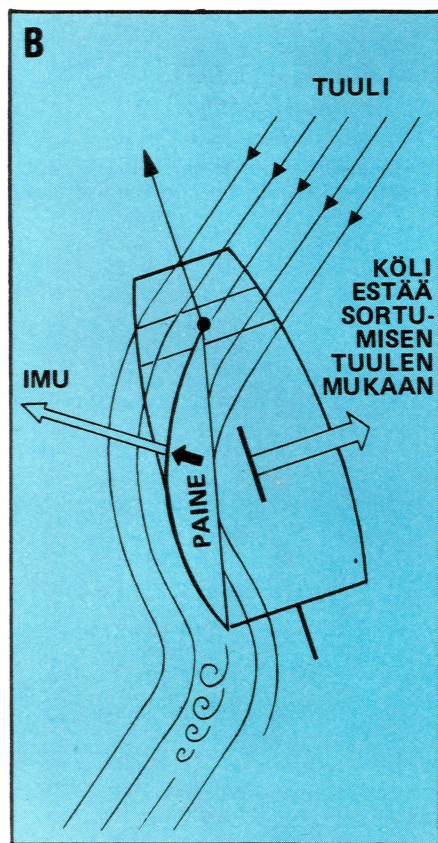 B
TUULI
KÖLI
ESTÄÄ
SORTU-
MISEN
TUULEN
MUKAAN
IMU
PAINE